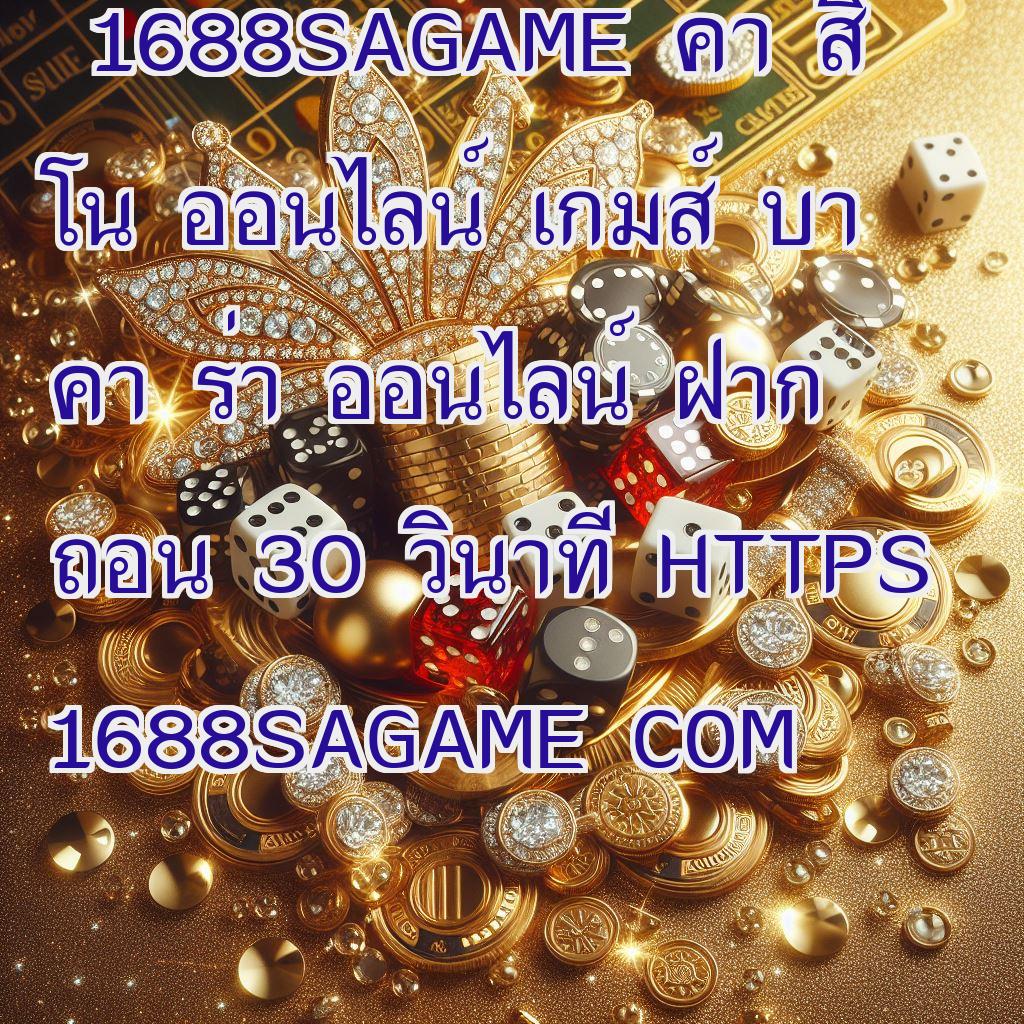 1688SAGAME คา สิ
โน ออนไลน์ เกมส์ บา
คา ร่า ออนไลน์ ฝาก
ถอน 30 วินาที HTTPS
1688SAGAME COM